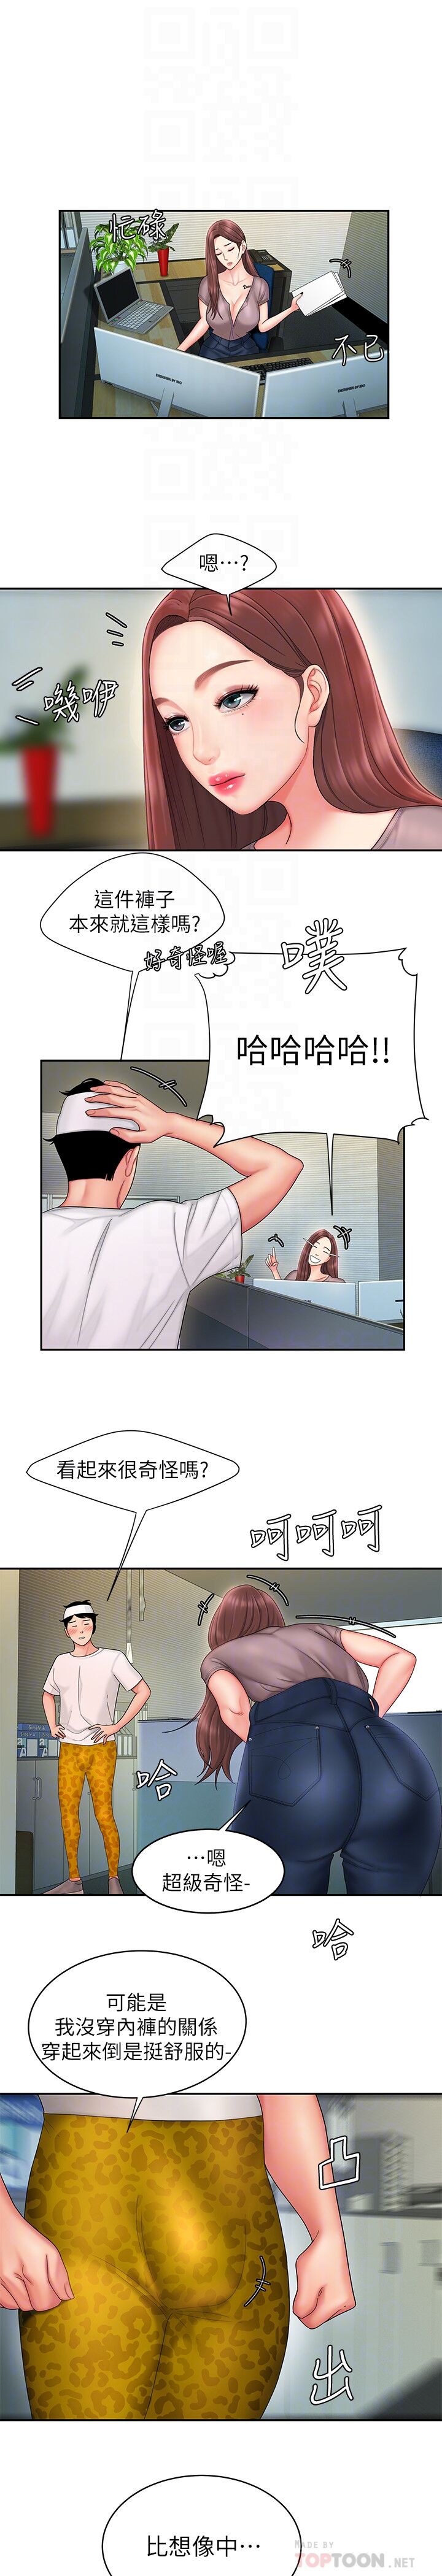 忙碌
不已
嗯…?
嘰咿
這件褲子
本來就這樣嗎?
好奇怪喔
噗
哈哈哈哈!!
看起來很奇怪嗎?
呵呵呵
哈
…嗯
超級奇怪-
哈
可能是
我沒穿內褲的關係
穿起來倒是挺舒服的-
凸
出
比想像中…
MADE BY
TOPTOON.NET